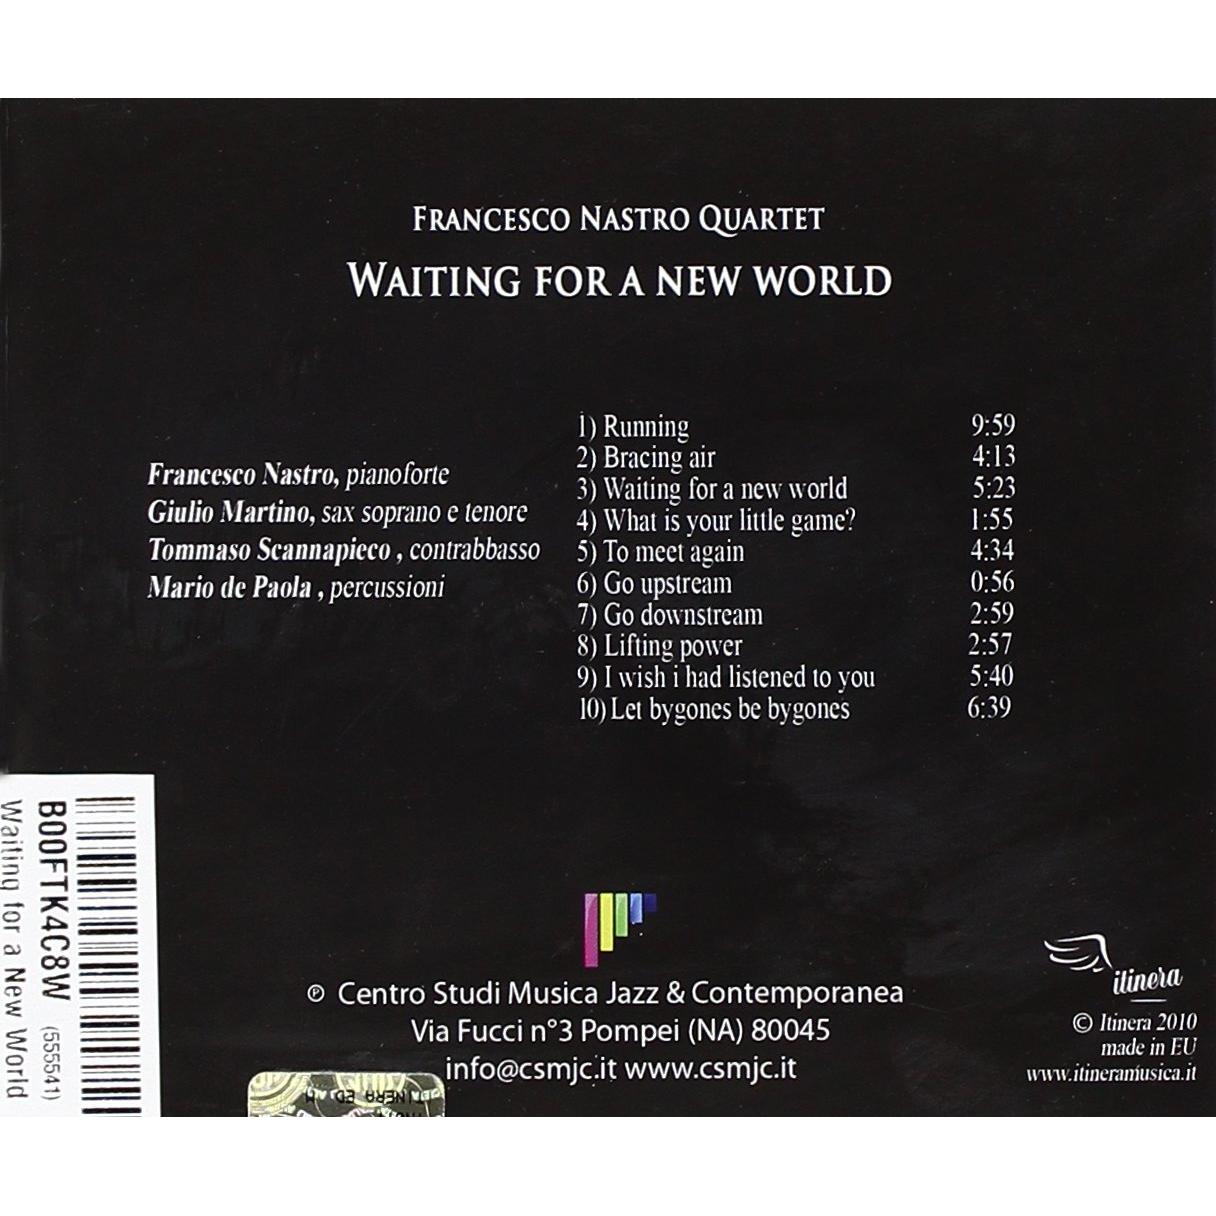 FRANCESCO NASTRO QUARTET
WAITING FOR A NEW WORLD
Francesco Nastro, pianoforte
Giulio Martino, sax soprano e tenore
Tommaso Scannapieco , contrabbasso
Mario de Paola , percussioni
1) Running 9:59
2) Bracing air 4:13
3) Waiting for a new world 5:23
4) What is your little game? 1:55
5) To meet again 4:34
6) Go upstream 0:56
7) Go downstream 2:59
8) Lifting power 2:57
9) I wish i had listened to you 5:40
10) Let bygones be bygones 6:39
B00FTK4C8W (555541)
Waiting for a New World
℗ Centro Studi Musica Jazz & Contemporanea
Via Fucci n°3 Pompei (NA) 80045
info@csmjc.it www.csmjc.it
itinera
© Itinera 2010
made in EU
www.itineramusica.it
ITINERA ED M